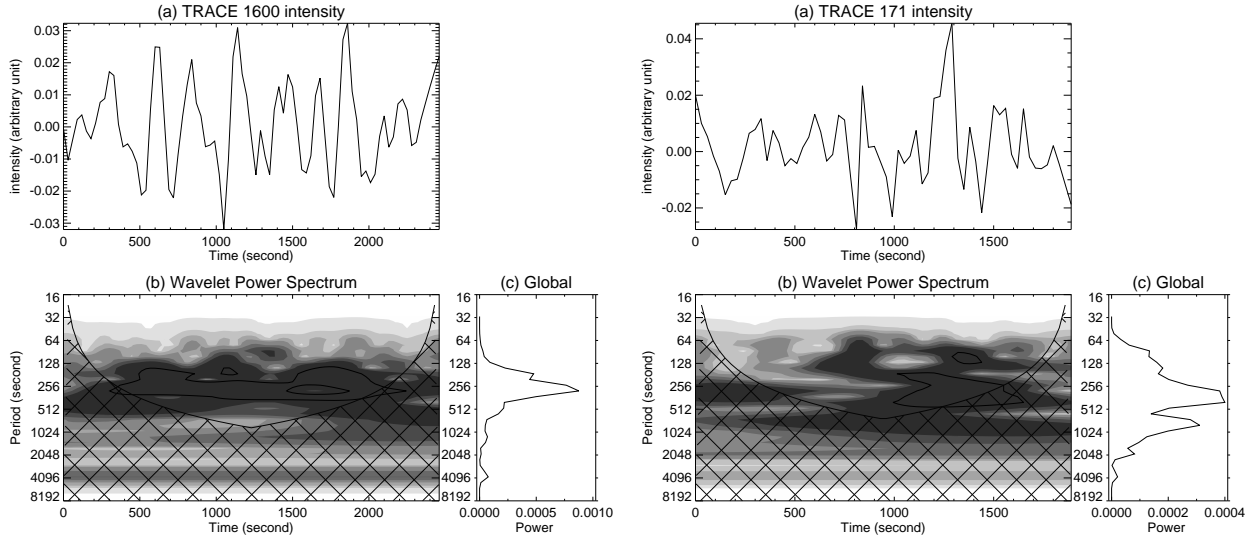 (a) TRACE 1600 intensity
intensity (arbitrary unit)
0.03
0.02
0.01
0.00
-0.01
-0.02
-0.03
0 500 1000 1500 2000
Time (second)
(b) Wavelet Power Spectrum
Period (second)
16
32
64
128
256
512
1024
2048
4096
8192
0 500 1000 1500 2000
Time (second)
(c) Global
16
32
64
128
256
512
1024
2048
4096
8192
0.0000 0.0005 0.0010
Power
(a) TRACE 171 intensity
intensity (arbitrary unit)
0.04
0.02
0.00
-0.02
0 500 1000 1500
Time (second)
(b) Wavelet Power Spectrum
Period (second)
16
32
64
128
256
512
1024
2048
4096
8192
0 500 1000 1500
Time (second)
(c) Global
16
32
64
128
256
512
1024
2048
4096
8192
0.0000 0.0002 0.0004
Power